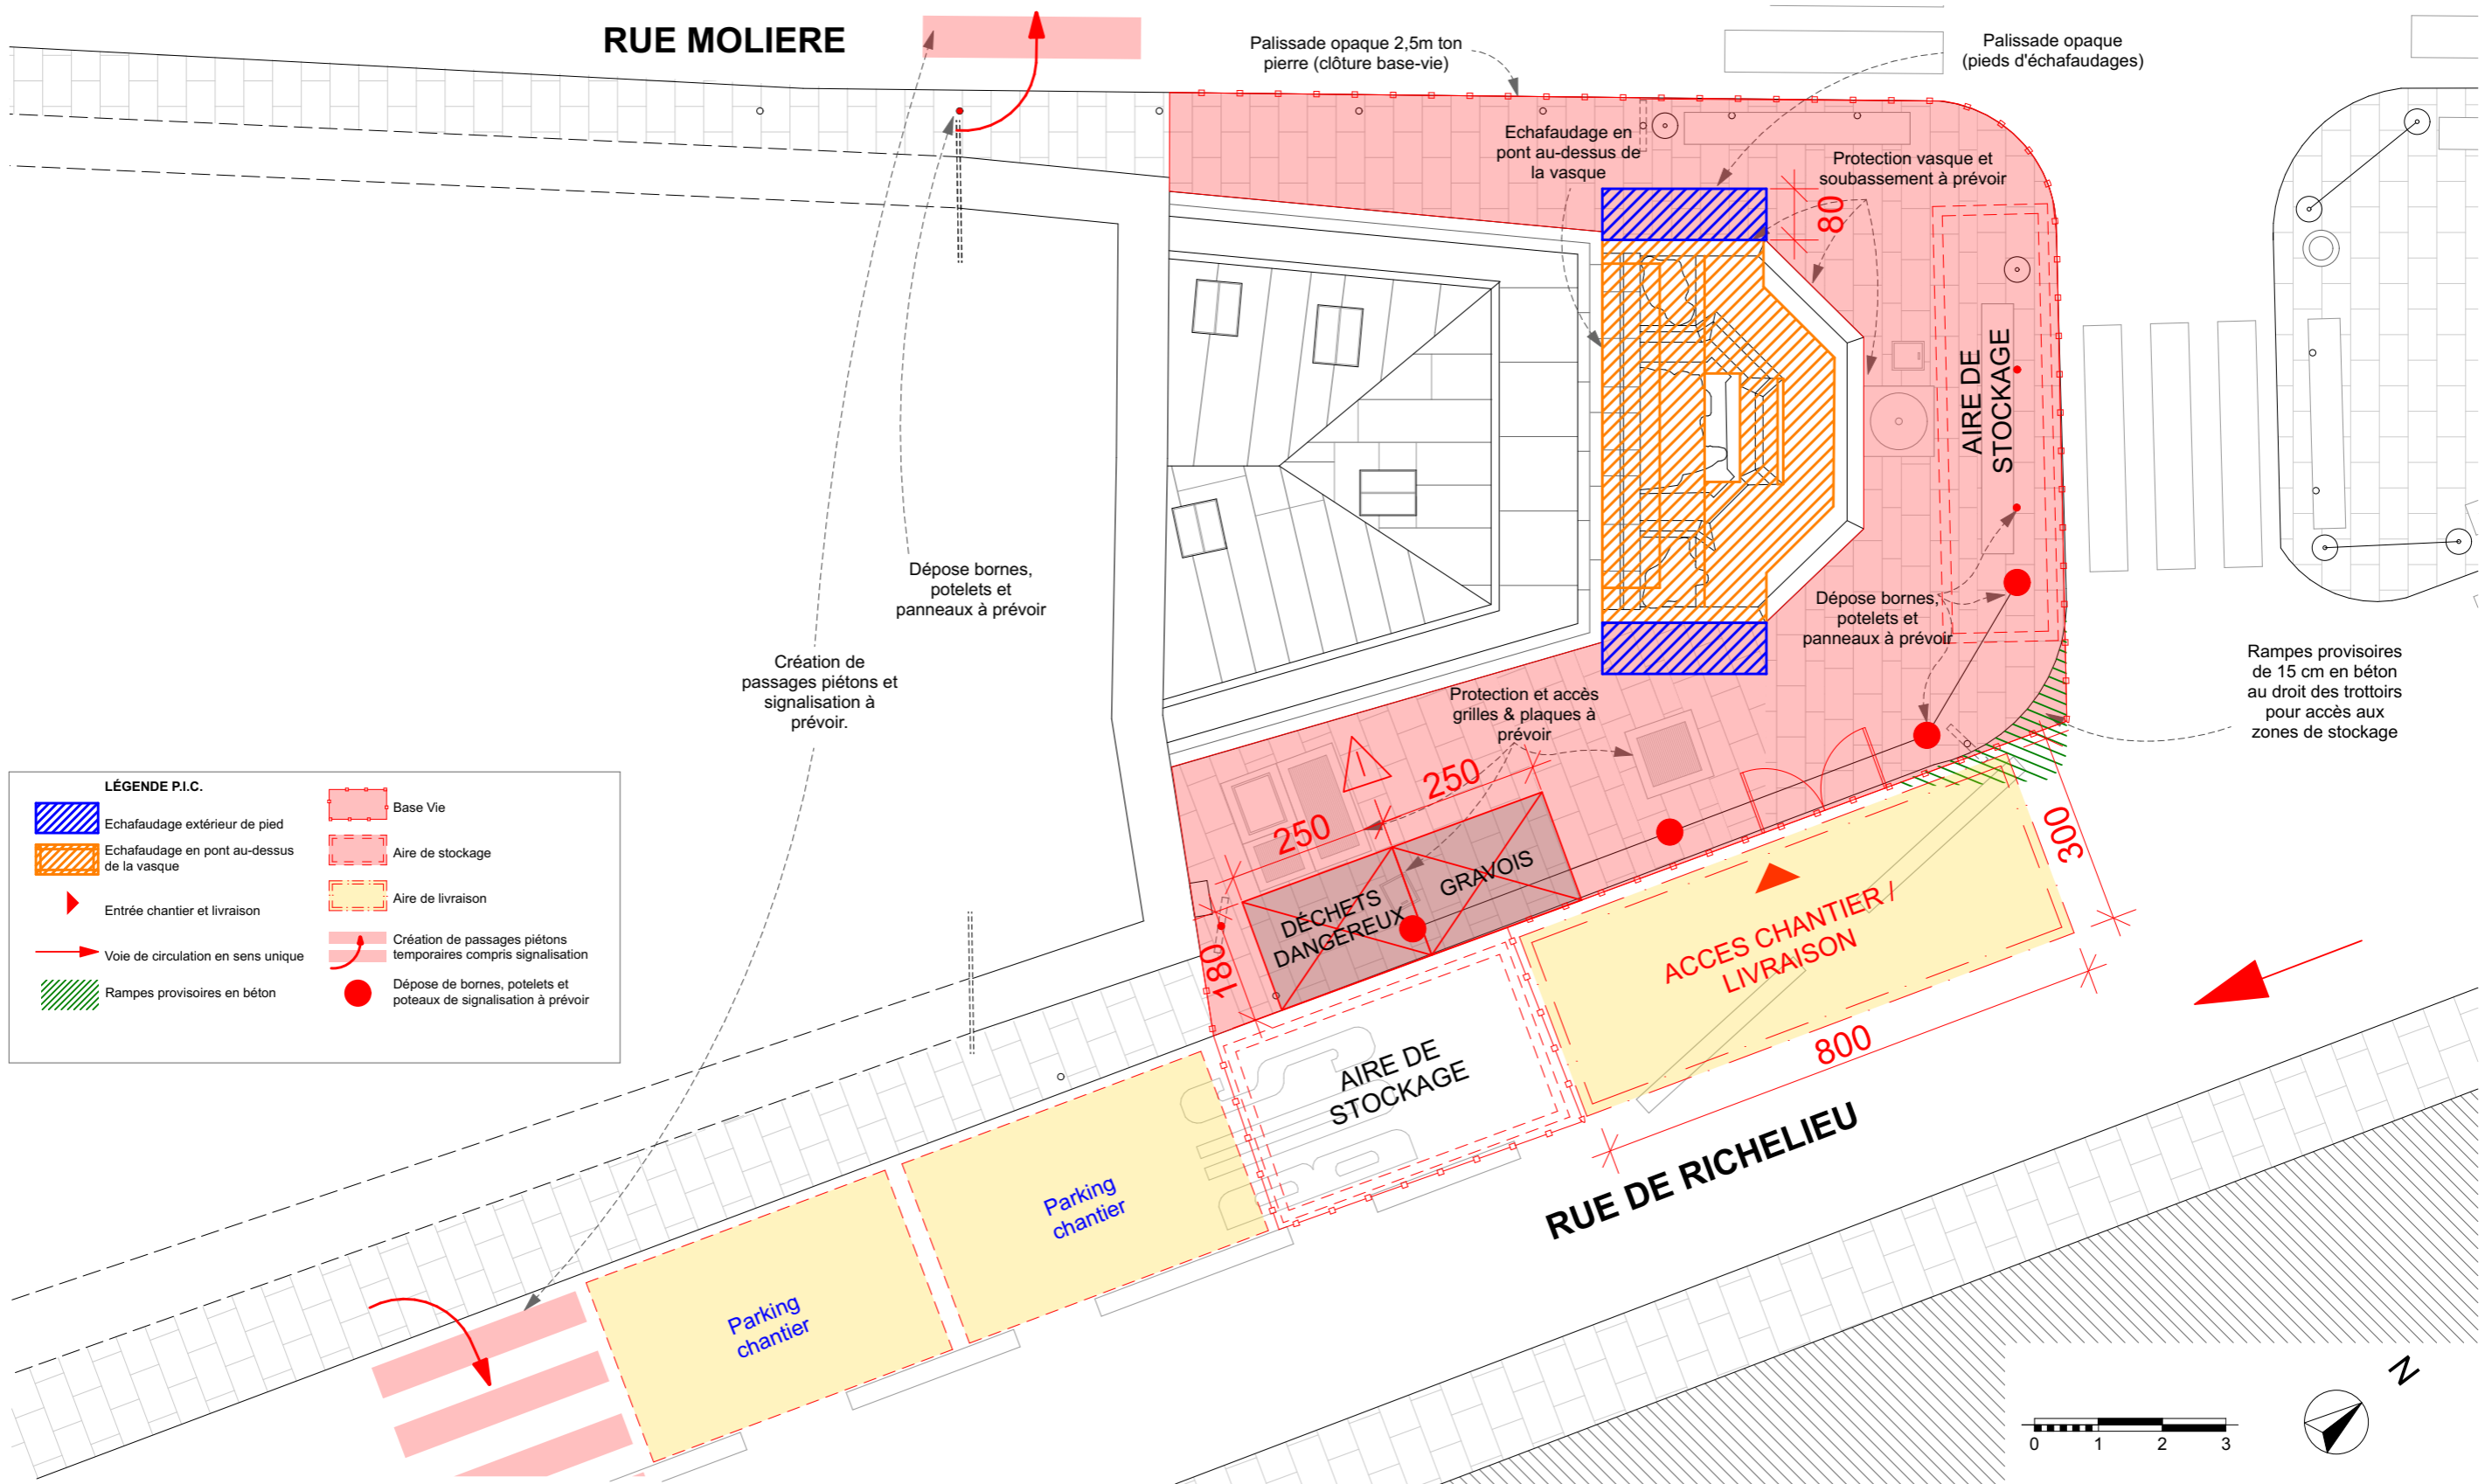 RUE MOLIERE
Palissade opaque 2,5m ton
pierre (clôture base-vie)
Palissade opaque
(pieds d'échafaudages)
Echafaudage en
pont au-dessus de
la vasque
Protection vasque et
soubassement à prévoir
80
AIRE DE
STOCKAGE
Dépose bornes,
potelets et
panneaux à prévoir
Dépose bornes,
potelets et
panneaux à prévoir
Création de
passages piétons et
signalisation à
prévoir.
Rampes provisoires
de 15 cm en béton
au droit des trottoirs
pour accès aux
zones de stockage
Protection et accès
grilles & plaques à
prévoir
250
250
300
180
DÉCHETS
DANGEREUX
GRAVOIS
ACCES CHANTIER /
LIVRAISON
800
AIRE DE
STOCKAGE
BUS
RUE DE RICHELIEU
Parking
chantier
Parking
chantier
LÉGENDE P.I.C.
Echafaudage extérieur de pied
Echafaudage en pont au-dessus
de la vasque
Entrée chantier et livraison
Voie de circulation en sens unique
Rampes provisoires en béton
Base Vie
Aire de stockage
Aire de livraison
Création de passages piétons
temporaires compris signalisation
Dépose de bornes, potelets et
poteaux de signalisation à prévoir
0 1 2 3
N